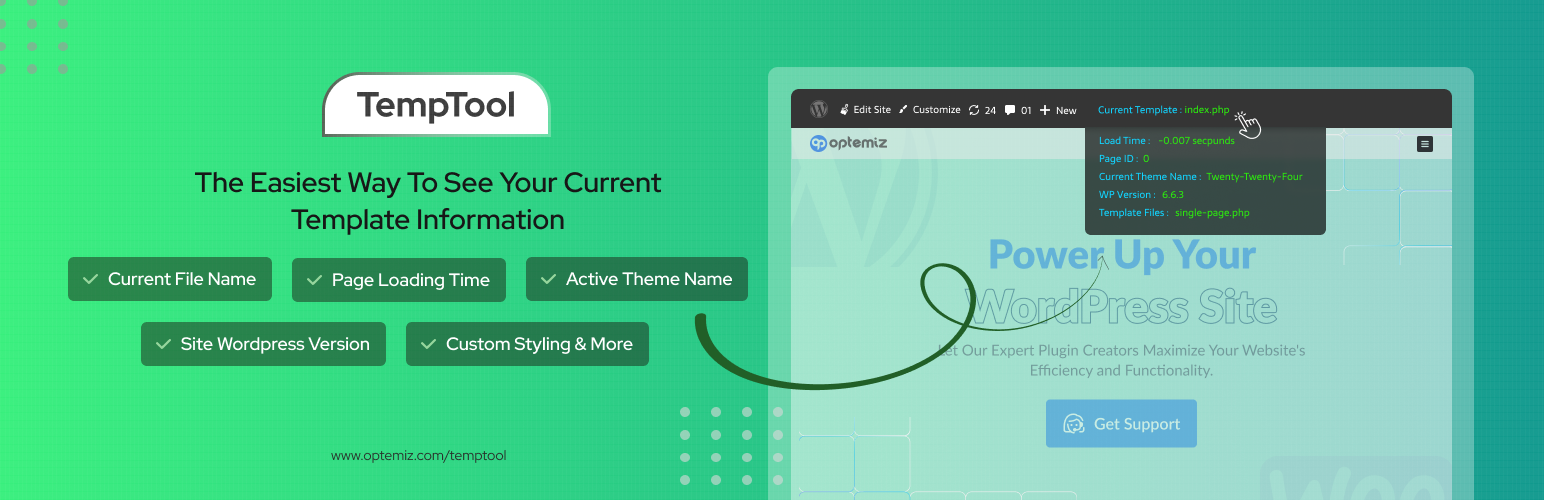 TempTool
The Easiest Way To See Your Current
Template Information
Current File Name
Page Loading Time
Active Theme Name
Site Wordpress Version
Custom Styling & More
www.optemiz.com/temptool
Edit Site
Customize
24
01
New
Current Template : index.php
Load Time : -0.007 secpunds
Page ID : 0
Current Theme Name : Twenty-Twenty-Four
WP Version : 6.6.3
Template Files : single-page.php
optemiz
Power Up Your
WordPress Site
Let Our Expert Plugin Creators Maximize Your Website's
Efficiency and Functionality.
Get Support
Woo